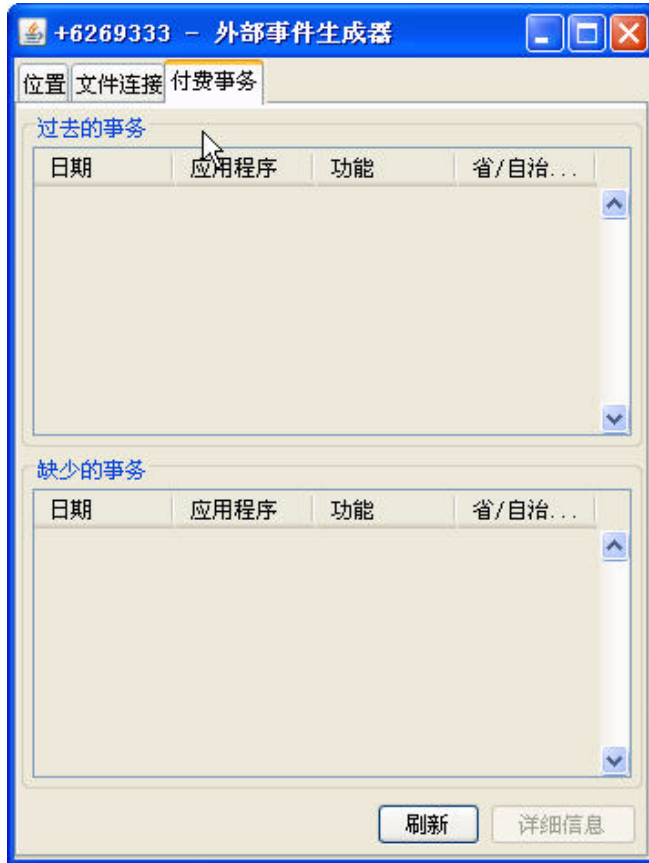 +6269333 - 外部事件生成器
位置 文件连接 付费事务
过去的事务
日期 应用程序 功能 省/自治...
缺少的事务
日期 应用程序 功能 省/自治...
刷新 详细信息